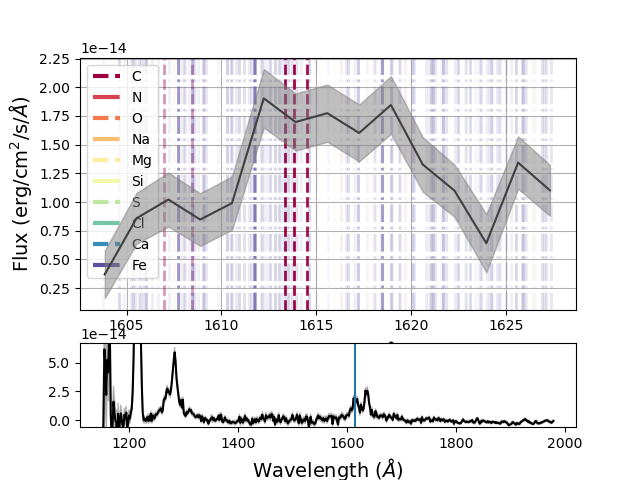 1e−14
2.25
2.00
1.75
1.50
1.25
1.00
0.75
0.50
0.25
Flux (erg/cm²/s/Å)
C
N
O
Na
Mg
Si
S
Cl
Ca
Fe
1605 1610 1615 1620 1625
1e−14
5.0
2.5
0.0
1200 1400 1600 1800 2000
Wavelength (Å)